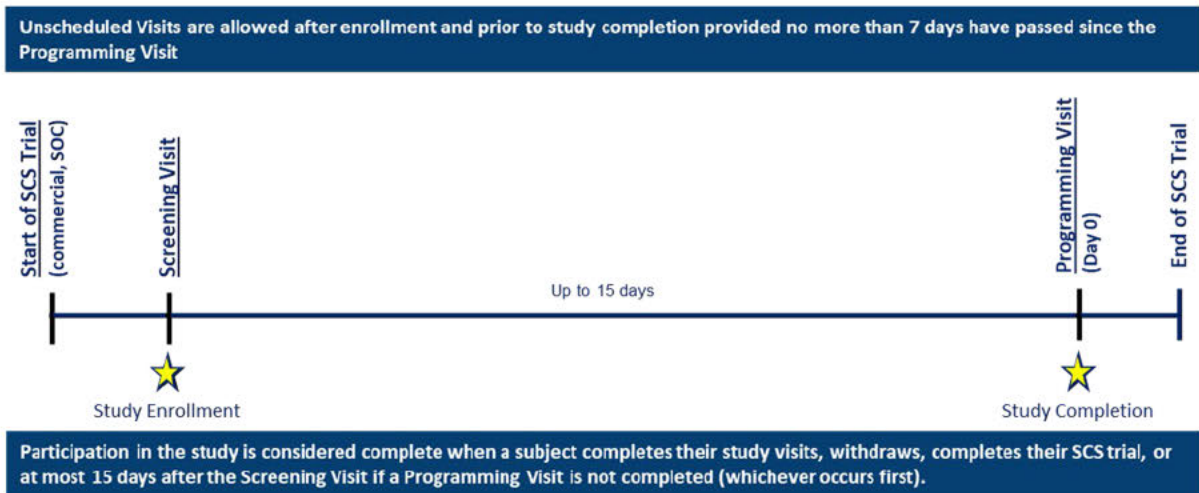 Unscheduled Visits are allowed after enrollment and prior to study completion provided no more than 7 days have passed since the
Programming Visit
Start of SCS Trial
(commercial, SOC)
Screening Visit
Programming Visit
(Day 0)
End of SCS Trial
Up to 15 days
Study Enrollment
Study Completion
Participation in the study is considered complete when a subject completes their study visits, withdraws, completes their SCS trial, or
at most 15 days after the Screening Visit if a Programming Visit is not completed (whichever occurs first).